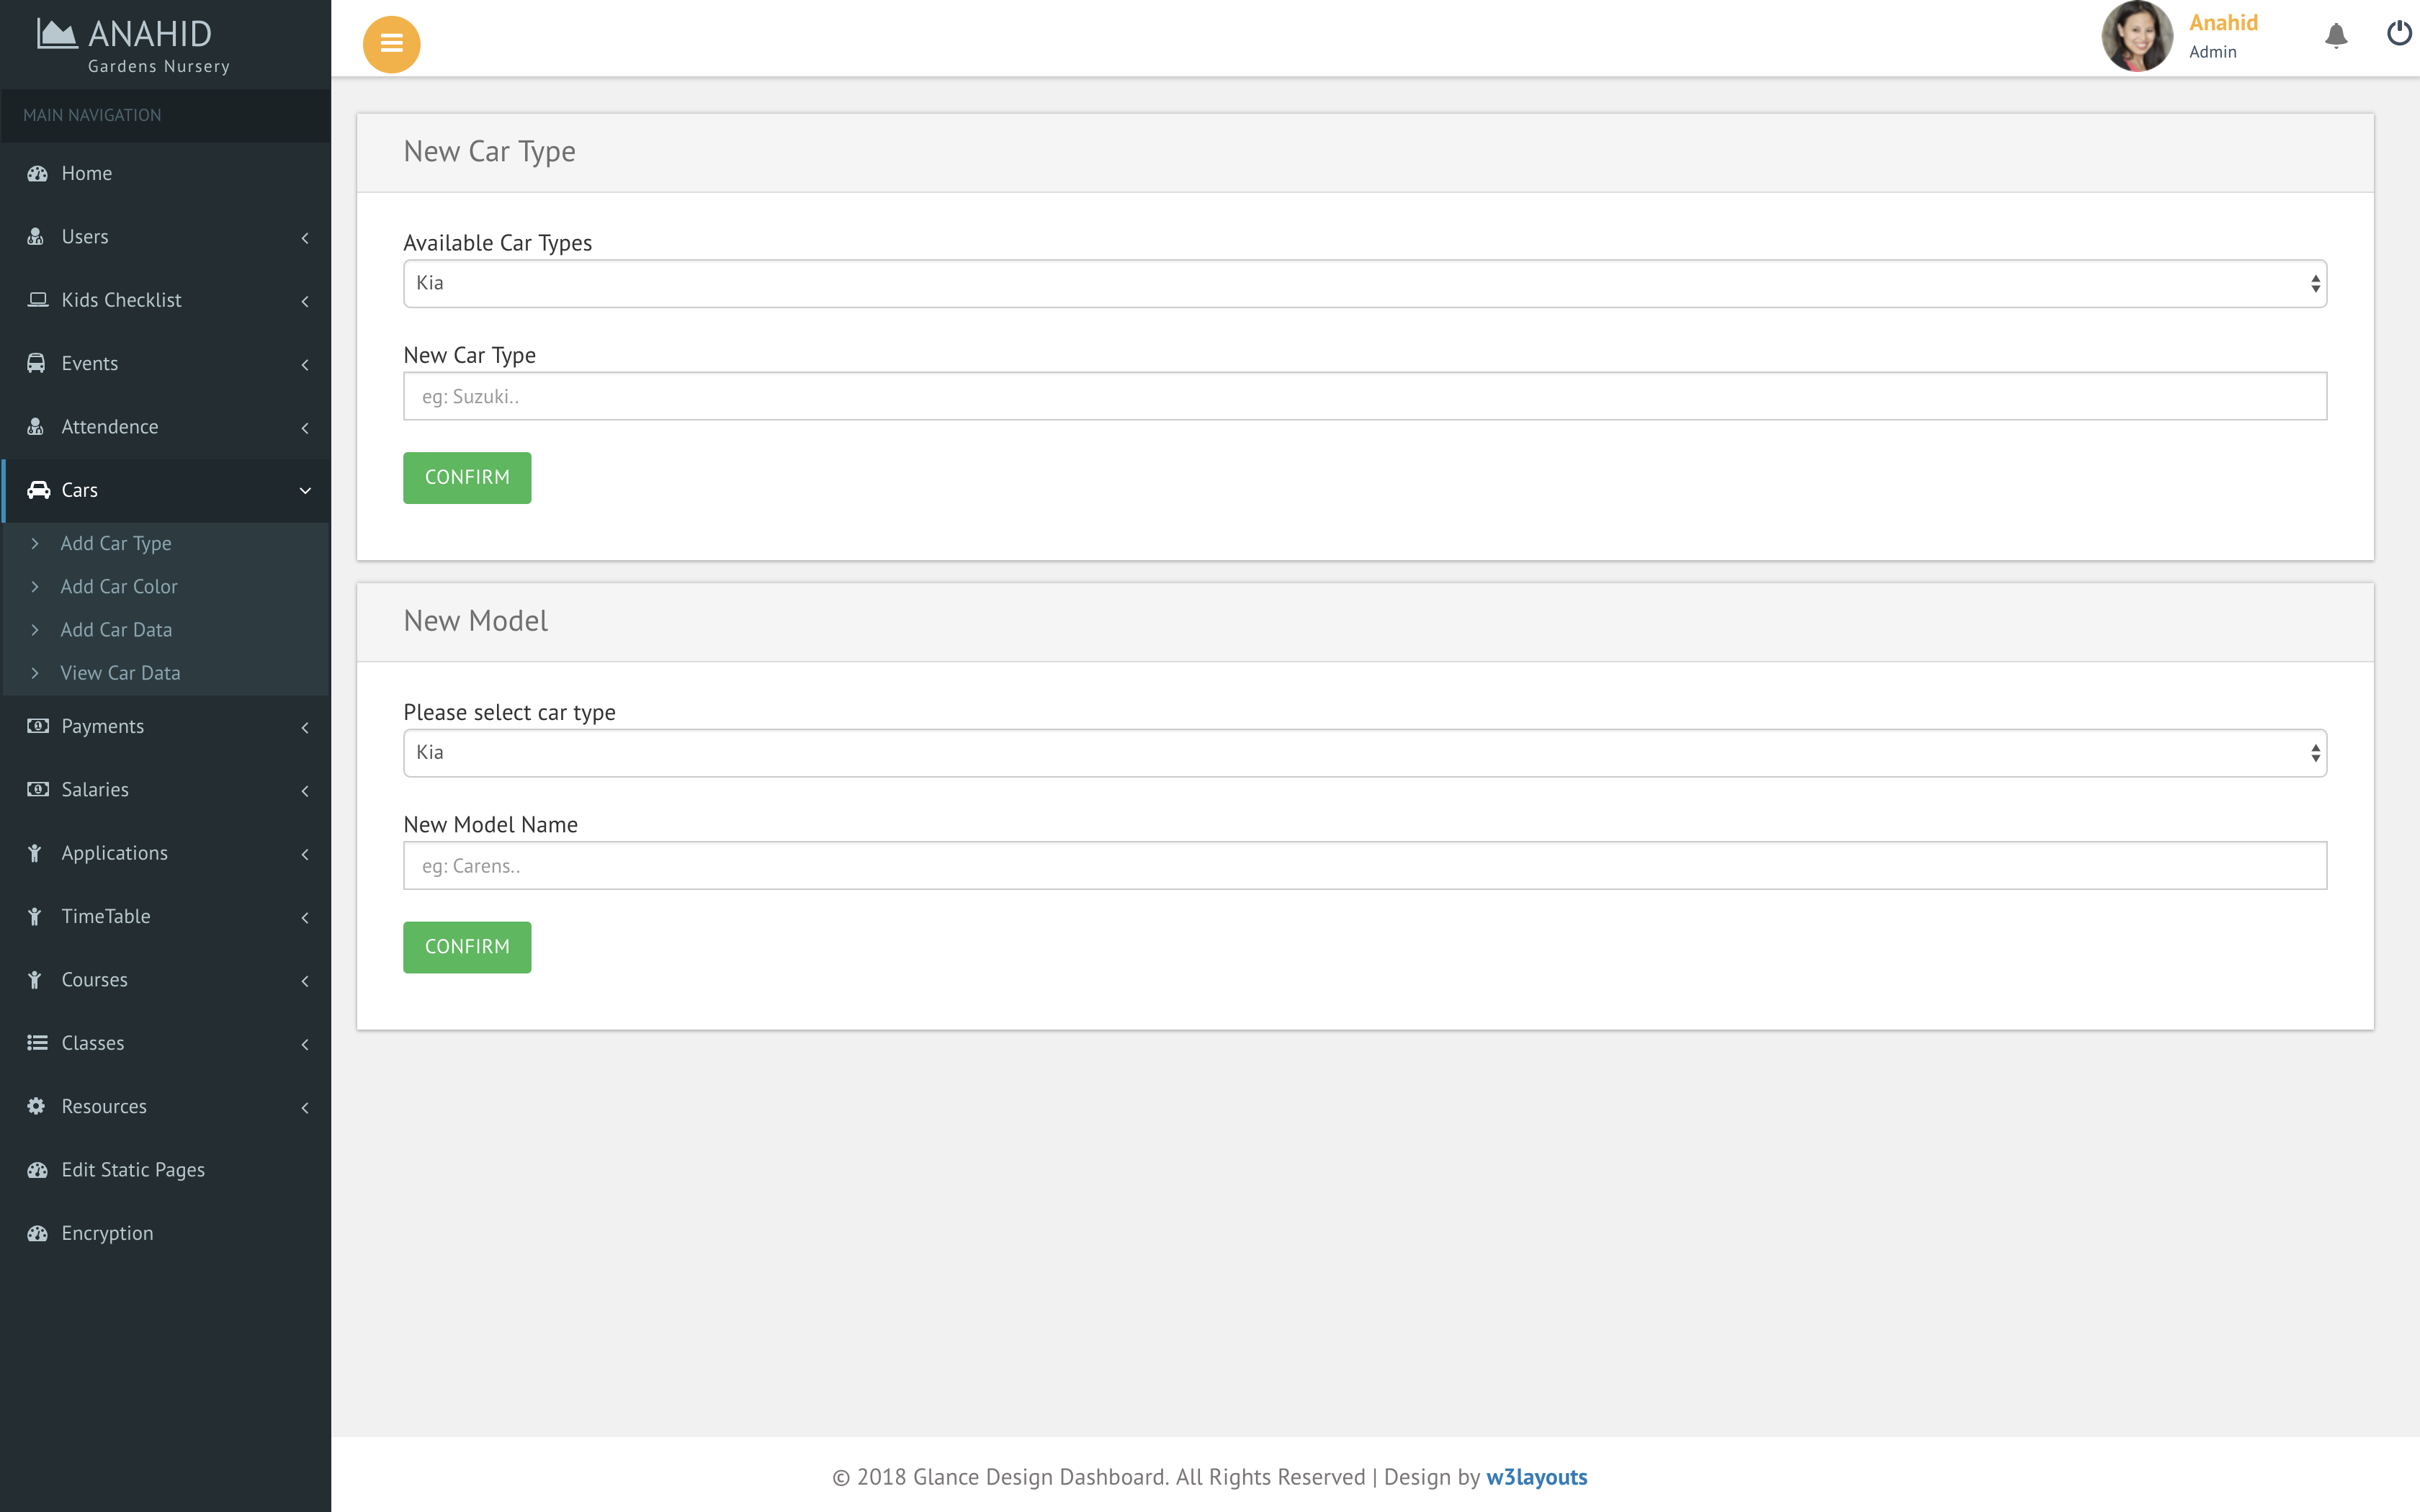 ANAHID
Gardens Nursery
MAIN NAVIGATION
Home
Users
Kids Checklist
Events
Attendence
Cars
Add Car Type
Add Car Color
Add Car Data
View Car Data
Payments
Salaries
Applications
TimeTable
Courses
Classes
Resources
Edit Static Pages
Encryption
Anahid
Admin
New Car Type
Available Car Types
Kia
New Car Type
eg: Suzuki..
CONFIRM
New Model
Please select car type
Kia
New Model Name
eg: Carens..
CONFIRM
© 2018 Glance Design Dashboard. All Rights Reserved | Design by w3layouts